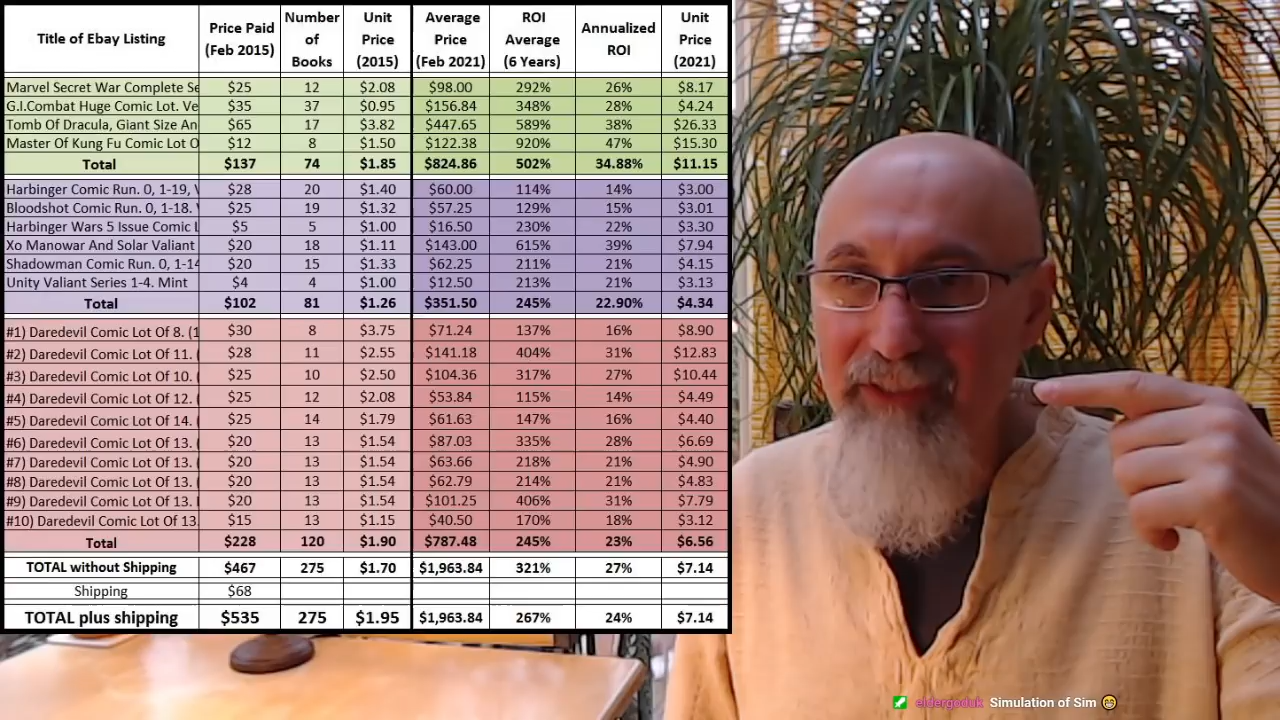 Title of Ebay Listing Price Paid (Feb 2015) Number of Books Unit Price (2015) Average Price (Feb 2021) ROI Average (6 Years) Annualized ROI Unit Price (2021)
Marvel Secret War Complete Se $25 12 $2.08 $98.00 292% 26% $8.17
G.I.Combat Huge Comic Lot. Ve $35 37 $0.95 $156.84 348% 28% $4.24
Tomb Of Dracula, Giant Size An $65 17 $3.82 $447.65 589% 38% $26.33
Master Of Kung Fu Comic Lot O $12 8 $1.50 $122.38 920% 47% $15.30
Total $137 74 $1.85 $824.86 502% 34.88% $11.15
Harbinger Comic Run. 0, 1-19, V $28 20 $1.40 $60.00 114% 14% $3.00
Bloodshot Comic Run. 0, 1-18. V $25 19 $1.32 $57.25 129% 15% $3.01
Harbinger Wars 5 Issue Comic L $5 5 $1.00 $16.50 230% 22% $3.30
Xo Manowar And Solar Valiant $20 18 $1.11 $143.00 615% 39% $7.94
Shadowman Comic Run. 0, 1-14 $20 15 $1.33 $62.25 211% 21% $4.15
Unity Valiant Series 1-4. Mint $4 4 $1.00 $12.50 213% 21% $3.13
Total $102 81 $1.26 $351.50 245% 22.90% $4.34
#1) Daredevil Comic Lot Of 8. (1 $30 8 $3.75 $71.24 137% 16% $8.90
#2) Daredevil Comic Lot Of 11. ( $28 11 $2.55 $141.18 404% 31% $12.83
#3) Daredevil Comic Lot Of 10. ( $25 10 $2.50 $104.36 317% 27% $10.44
#4) Daredevil Comic Lot Of 12. ( $25 12 $2.08 $53.84 115% 14% $4.49
#5) Daredevil Comic Lot Of 14. ( $25 14 $1.79 $61.63 147% 16% $4.40
#6) Daredevil Comic Lot Of 13. ( $20 13 $1.54 $87.03 335% 28% $6.69
#7) Daredevil Comic Lot Of 13. ( $20 13 $1.54 $63.66 218% 21% $4.90
#8) Daredevil Comic Lot Of 13. ( $20 13 $1.54 $62.79 214% 21% $4.83
#9) Daredevil Comic Lot Of 13. $20 13 $1.54 $101.25 406% 31% $7.79
#10) Daredevil Comic Lot Of 13. $15 13 $1.15 $40.50 170% 18% $3.12
Total $228 120 $1.90 $787.48 245% 23% $6.56
TOTAL without Shipping $467 275 $1.70 $1,963.84 321% 27% $7.14
Shipping $68
TOTAL plus shipping $535 275 $1.95 $1,963.84 267% 24% $7.14
eldergoduk Simulation of Sim 😁